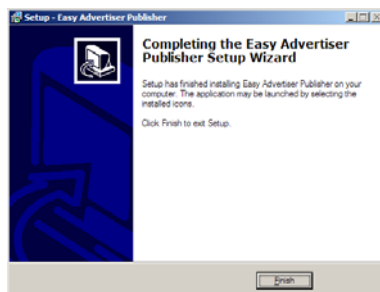 Setup - Easy Advertiser Publisher
Completing the Easy Advertiser
Publisher Setup Wizard
Setup has finished installing Easy Advertiser Publisher on your
computer. The application may be launched by selecting the
installed icons.
Click Finish to exit Setup.
Finish